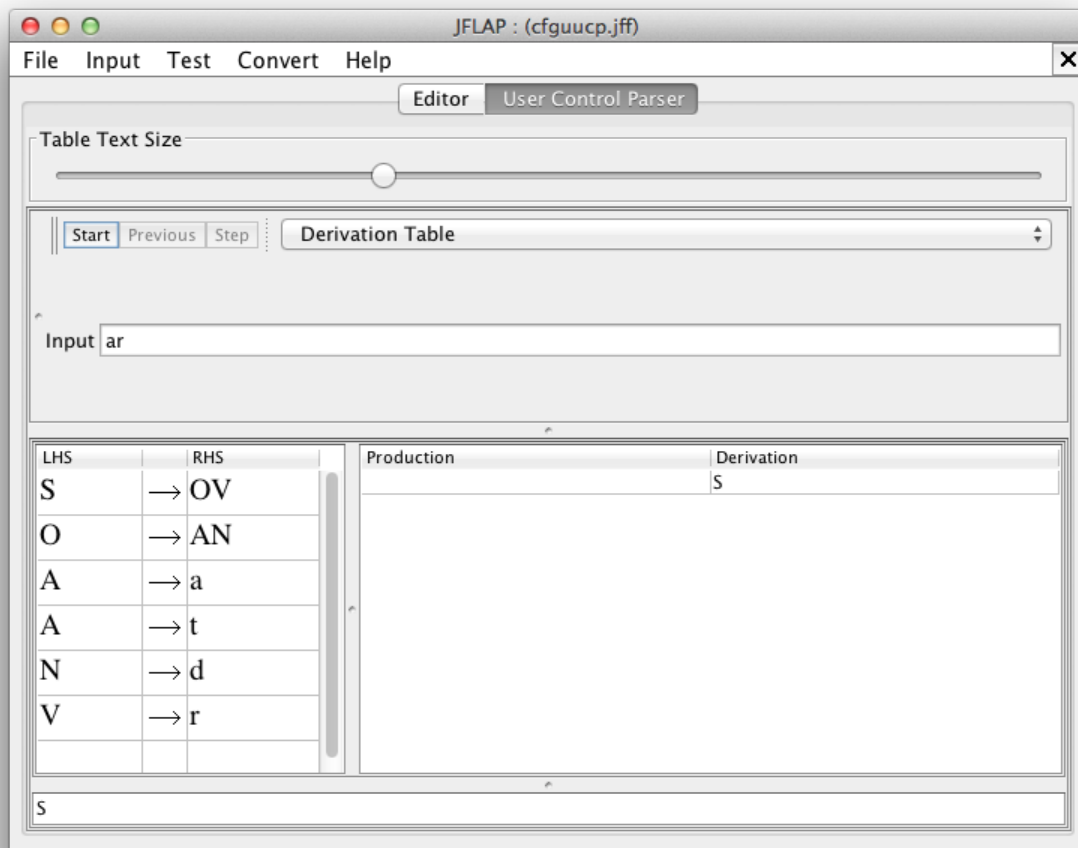 JFLAP : (cfguucp.jff)
File Input Test Convert Help
Editor User Control Parser
Table Text Size
Start Previous Step Derivation Table
Input ar
LHS RHS Production Derivation
S → OV S
O → AN
A → a
A → t
N → d
V → r
S